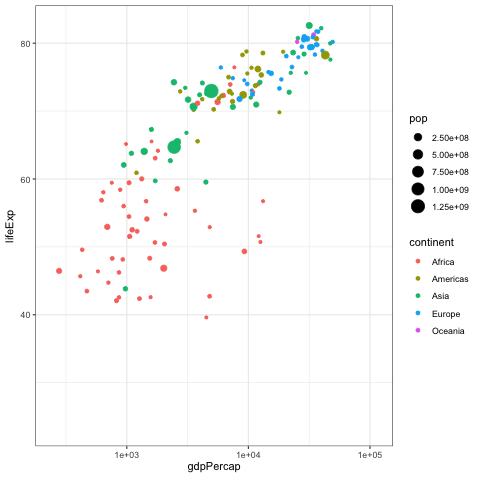 80
60
40
lifeExp
1e+03 1e+04 1e+05
gdpPercap
pop
2.50e+08
5.00e+08
7.50e+08
1.00e+09
1.25e+09
continent
Africa
Americas
Asia
Europe
Oceania